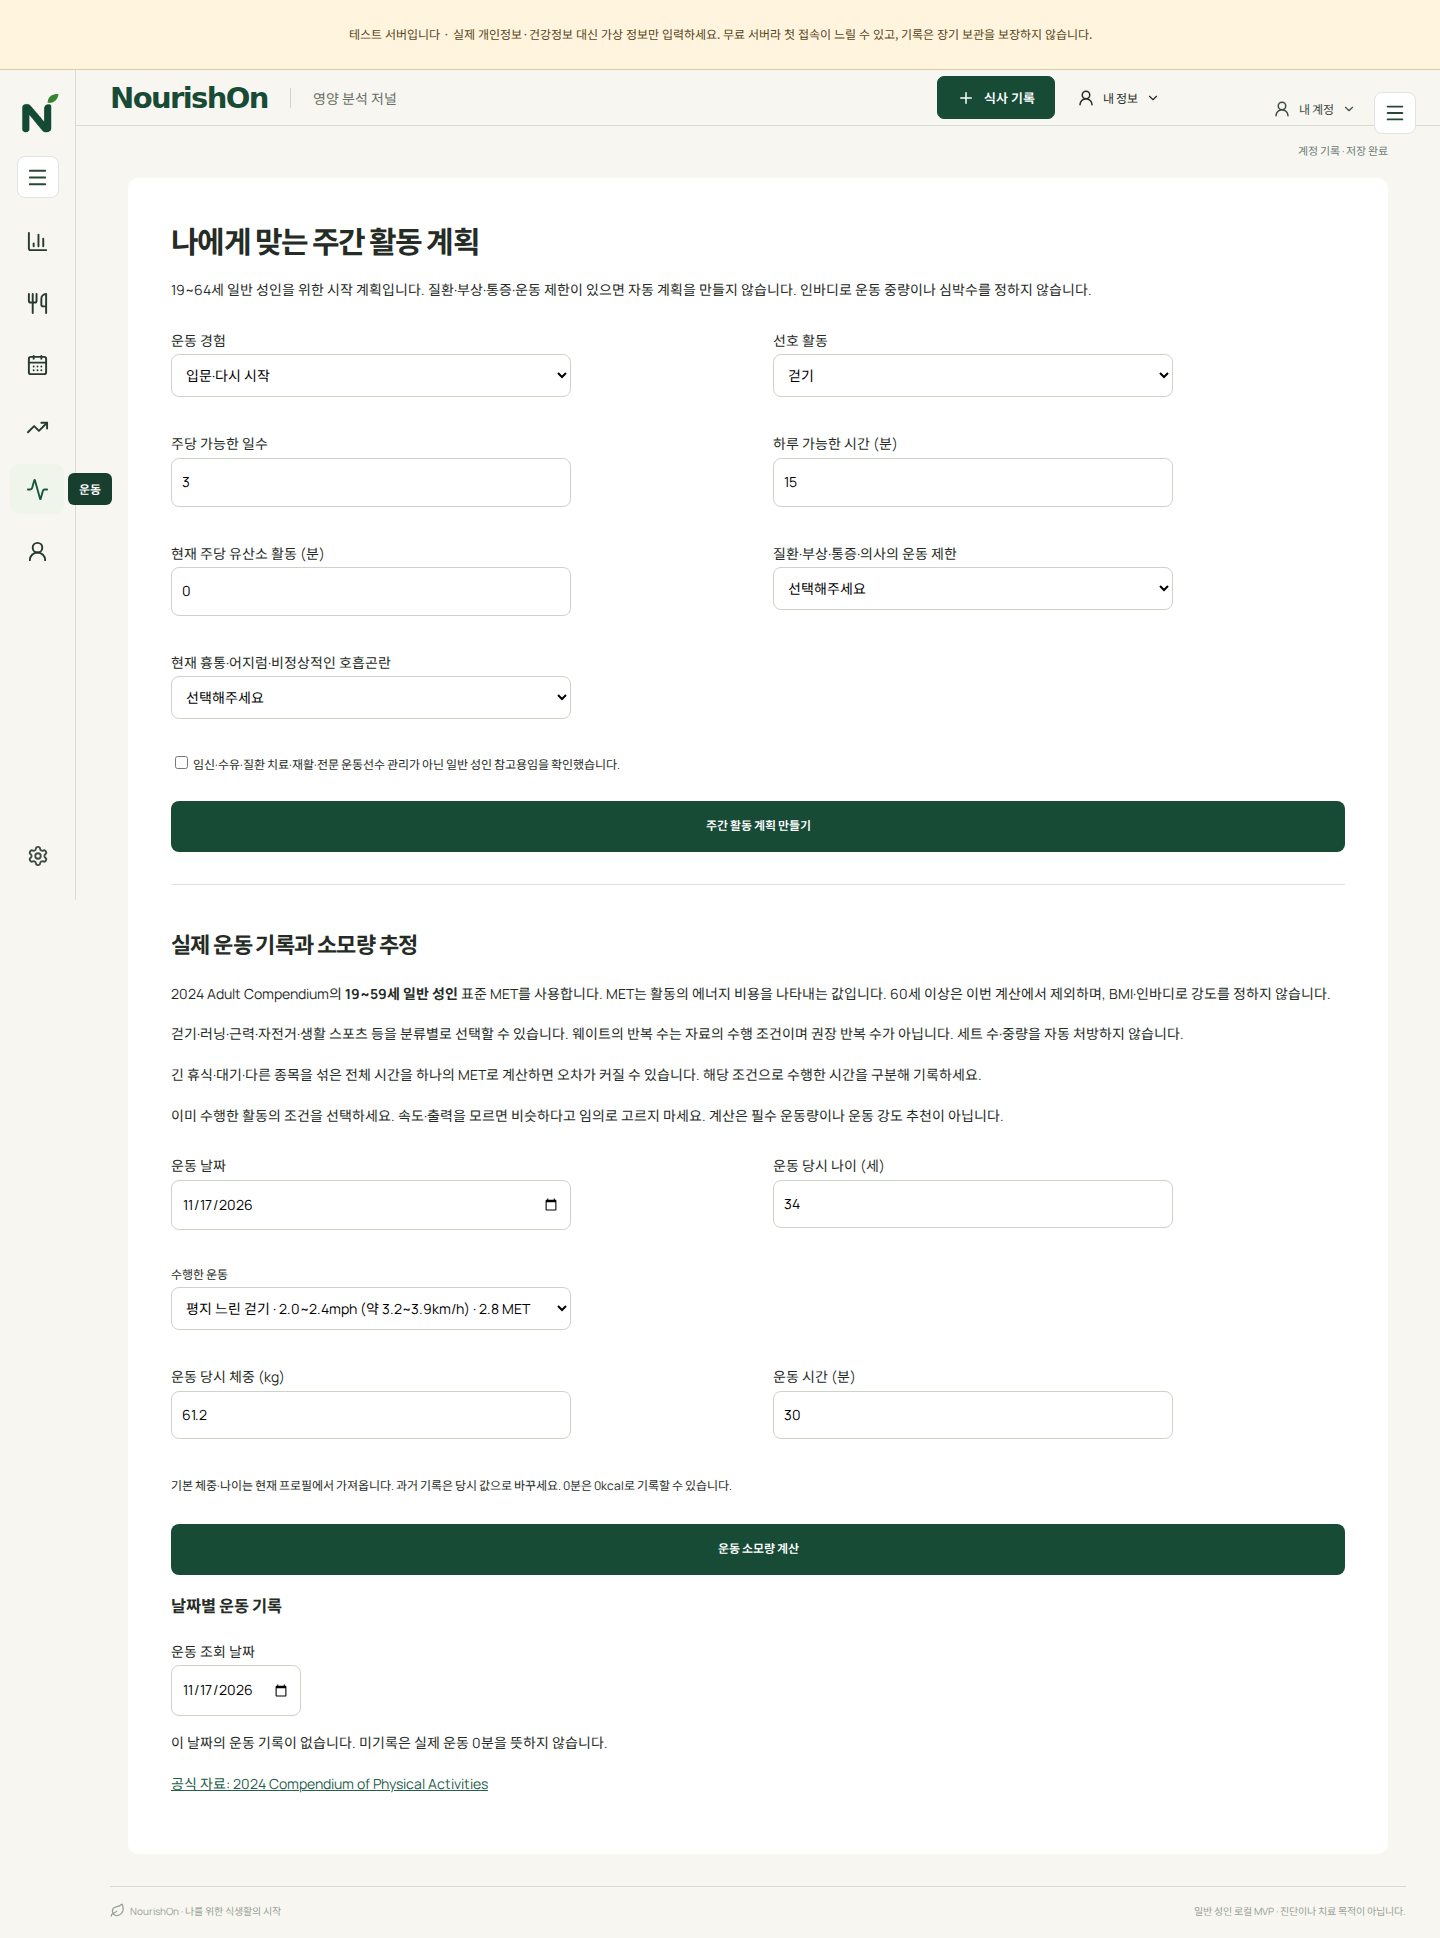 테스트 서버입니다 · 실제 개인정보·건강정보 대신 가상 정보만 입력하세요. 무료 서버라 첫 접속이 느릴 수 있고, 기록은 장기 보관을 보장하지 않습니다.
N
NourishOn
영양 분석 저널
식사 기록
내 정보
내 계정
계정 기록 · 저장 완료
운동
나에게 맞는 주간 활동 계획
19~64세 일반 성인을 위한 시작 계획입니다. 질환·부상·통증·운동 제한이 있으면 자동 계획을 만들지 않습니다. 인바디로 운동 중량이나 심박수를 정하지 않습니다.
운동 경험
선호 활동
입문·다시 시작
걷기
주당 가능한 일수
하루 가능한 시간 (분)
3
15
현재 주당 유산소 활동 (분)
질환·부상·통증·의사의 운동 제한
0
선택해주세요
현재 흉통·어지럼·비정상적인 호흡곤란
선택해주세요
임신·수유·질환 치료·재활·전문 운동선수 관리가 아닌 일반 성인 참고용임을 확인했습니다.
주간 활동 계획 만들기
실제 운동 기록과 소모량 추정
2024 Adult Compendium의 19~59세 일반 성인 표준 MET를 사용합니다. MET는 활동의 에너지 비용을 나타내는 값입니다. 60세 이상은 이번 계산에서 제외하며, BMI·인바디로 강도를 정하지 않습니다.
걷기·러닝·근력·자전거·생활 스포츠 등을 분류별로 선택할 수 있습니다. 웨이트의 반복 수는 자료의 수행 조건이며 권장 반복 수가 아닙니다. 세트 수·중량을 자동 처방하지 않습니다.
긴 휴식·대기·다른 종목을 섞은 전체 시간을 하나의 MET로 계산하면 오차가 커질 수 있습니다. 해당 조건으로 수행한 시간을 구분해 기록하세요.
이미 수행한 활동의 조건을 선택하세요. 속도·출력을 모르면 비슷하다고 임의로 고르지 마세요. 계산은 필수 운동량이나 운동 강도 추천이 아닙니다.
운동 날짜
운동 당시 나이 (세)
11/17/2026
34
수행한 운동
평지 느린 걷기 · 2.0~2.4mph (약 3.2~3.9km/h) · 2.8 MET
운동 당시 체중 (kg)
운동 시간 (분)
61.2
30
기본 체중·나이는 현재 프로필에서 가져옵니다. 과거 기록은 당시 값으로 바꾸세요. 0분은 0kcal로 기록할 수 있습니다.
운동 소모량 계산
날짜별 운동 기록
운동 조회 날짜
11/17/2026
이 날짜의 운동 기록이 없습니다. 미기록은 실제 운동 0분을 뜻하지 않습니다.
공식 자료: 2024 Compendium of Physical Activities
NourishOn · 나를 위한 식생활의 시작
일반 성인 로컬 MVP · 진단이나 치료 목적이 아닙니다.